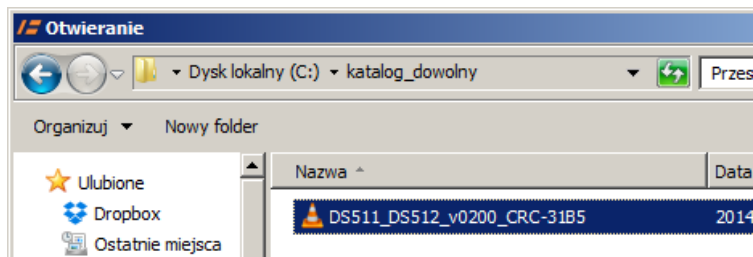 Otwieranie
Dysk lokalny (C:) katalog_dowolny Przes
Organizuj Nowy folder
Nazwa Data
Ulubione
DS511_DS512_v0200_CRC-31B5 2014
Dropbox
Ostatnie miejsca